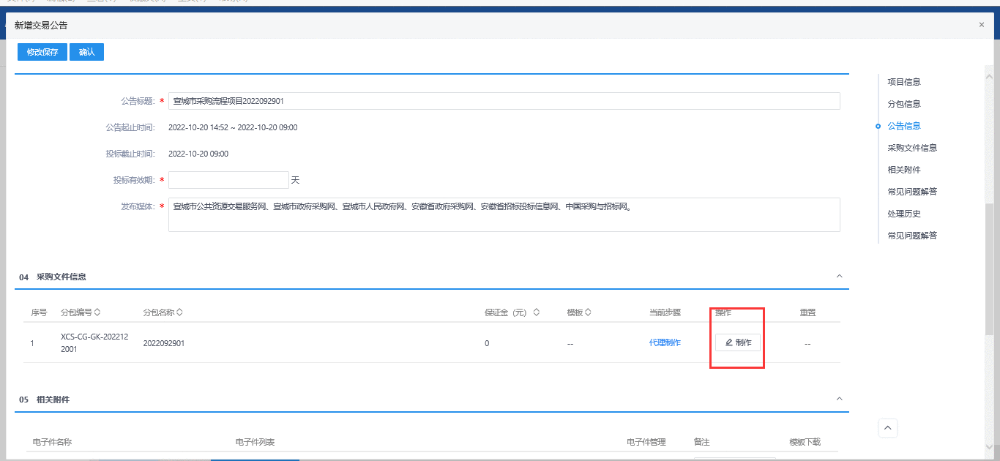 新增交易公告
×
修改保存 确认
公告标题: * 宣城市采购流程项目2022092901
公告起止时间: 2022-10-20 14:52 ~ 2022-10-20 09:00
投标截止时间: 2022-10-20 09:00
投标有效期: * 天
发布媒体: * 宣城市公共资源交易服务网、宣城市政府采购网、宣城市人民政府网、安徽省政府采购网、安徽省招标投标信息网、中国采购与招标网。
项目信息
分包信息
公告信息
采购文件信息
相关附件
常见问题解答
处理历史
常见问题解答
04 采购文件信息
序号 分包编号 分包名称 保证金（元） 模板 当前步骤 操作 重置
1 XCS-CG-GK-202212 2022092901 0 -- 代理制作 制作 --
2001
05 相关附件
电子件名称 电子件列表 电子件管理 备注 模板下载